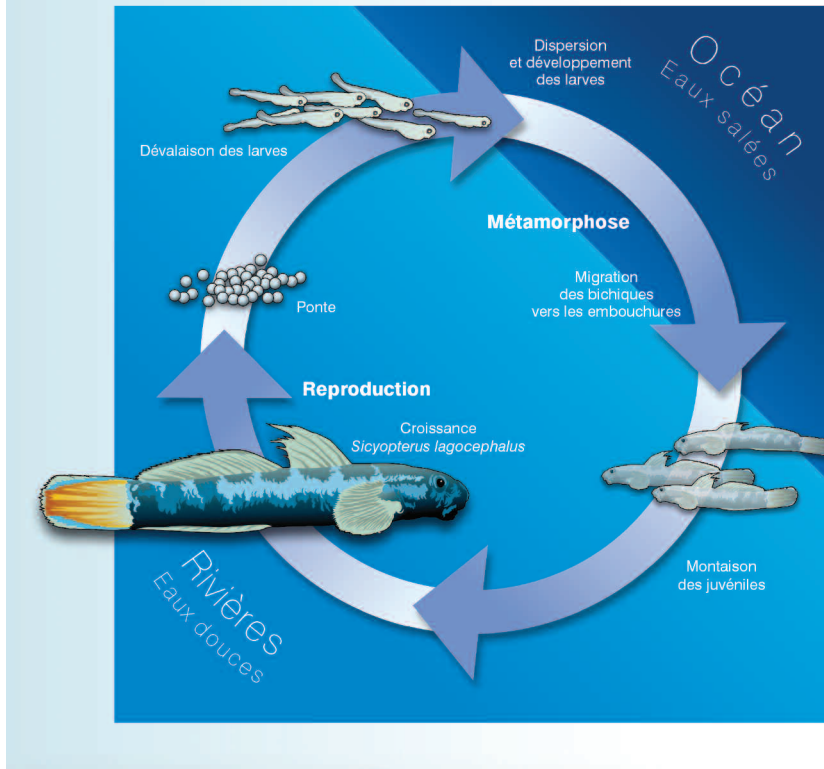 Dispersion
et développement
des larves
Océan
Eaux salées
Dévalaison des larves
Métamorphose
Migration
des bichiques
vers les embouchures
Ponte
Reproduction
Croissance
Sicyopterus lagocephalus
Montaison
des juvéniles
Rivières
Eaux douces